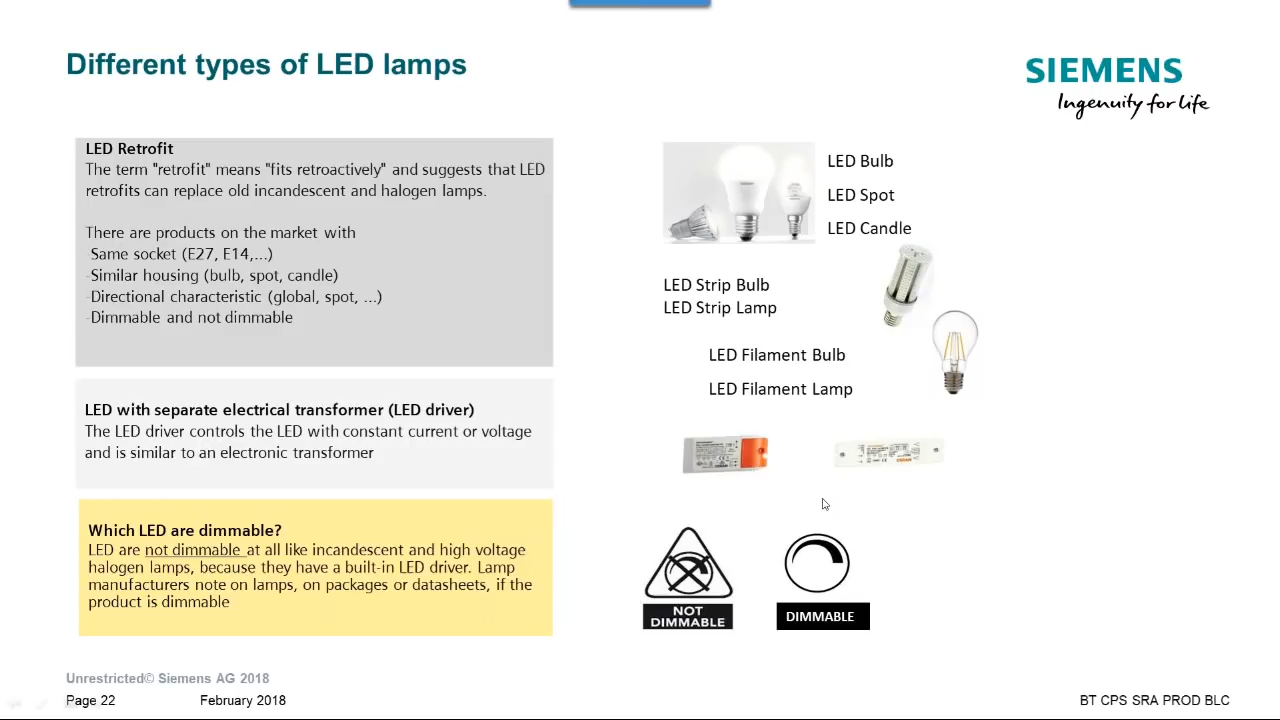 Different types of LED lamps
SIEMENS
Ingenuity for life
LED Retrofit
The term "retrofit" means "fits retroactively" and suggests that LED
retrofits can replace old incandescent and halogen lamps.
There are products on the market with
Same socket (E27, E14,...)
-Similar housing (bulb, spot, candle)
-Directional characteristic (global, spot, ...)
-Dimmable and not dimmable
LED Bulb
LED Spot
LED Candle
LED Strip Bulb
LED Strip Lamp
LED Filament Bulb
LED Filament Lamp
LED with separate electrical transformer (LED driver)
The LED driver controls the LED with constant current or voltage
and is similar to an electronic transformer
Which LED are dimmable?
LED are not dimmable at all like incandescent and high voltage
halogen lamps, because they have a built-in LED driver. Lamp
manufacturers note on lamps, on packages or datasheets, if the
product is dimmable
NOT
DIMMABLE
DIMMABLE
Unrestricted© Siemens AG 2018
Page 22 February 2018 BT CPS SRA PROD BLC